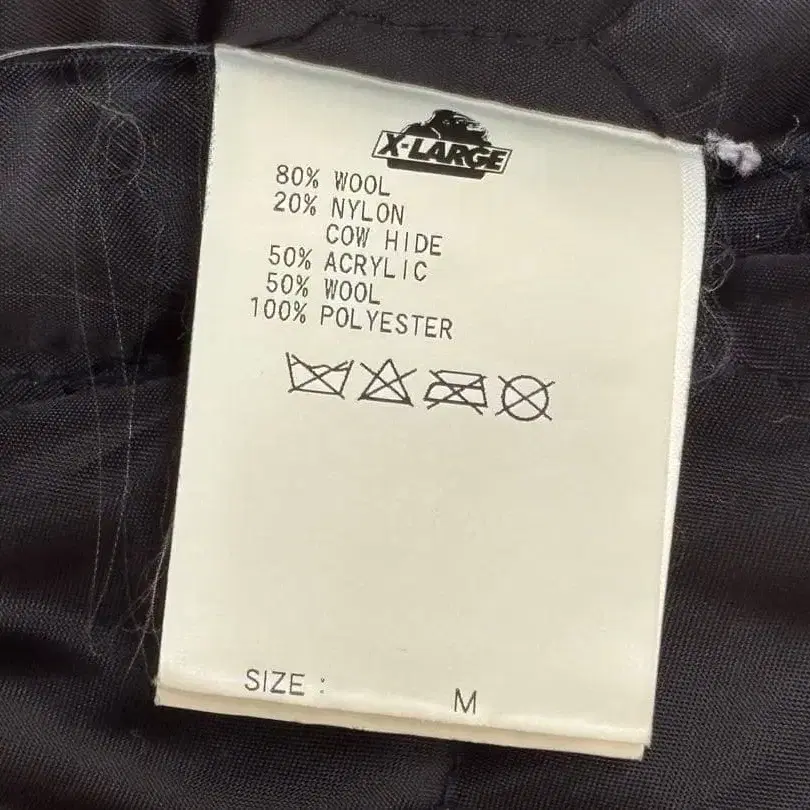 X-LARGE
80% WOOL
20% NYLON
COW HIDE
50% ACRYLIC
50% WOOL
100% POLYESTER
SIZE : M